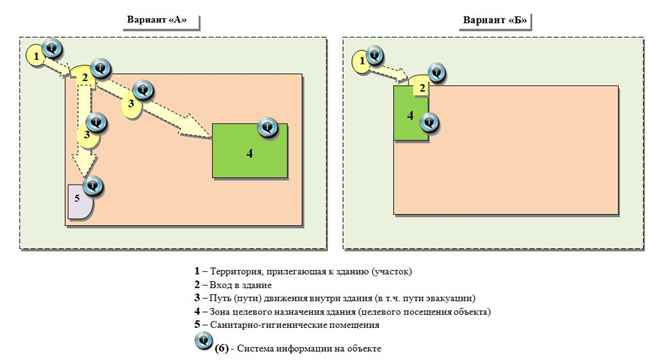 Вариант «А»
Вариант «Б»
1
2
3
3
4
5
1
2
4
1 – Территория, прилегающая к зданию (участок)
2 – Вход в здание
3 – Путь (пути) движения внутри здания (в т.ч. пути эвакуации)
4 – Зона целевого назначения здания (целевого посещения объекта)
5 – Санитарно-гигиенические помещения
(6) - Система информации на объекте